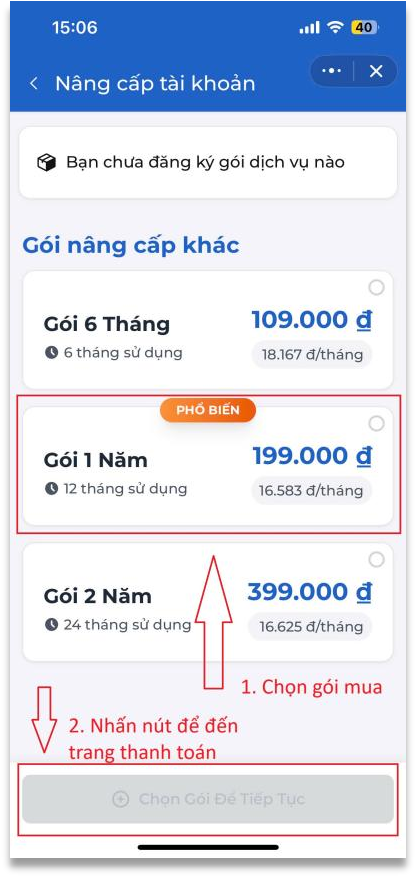 15:06
40
Nâng cấp tài khoản
Bạn chưa đăng ký gói dịch vụ nào
Gói nâng cấp khác
Gói 6 Tháng
109.000 ₫
6 tháng sử dụng
18.167 đ/tháng
PHỔ BIẾN
Gói 1 Năm
199.000 ₫
12 tháng sử dụng
16.583 đ/tháng
Gói 2 Năm
399.000 ₫
24 tháng sử dụng
16.625 đ/tháng
1. Chọn gói mua
2. Nhấn nút để đến
trang thanh toán
Chọn Gói Để Tiếp Tục